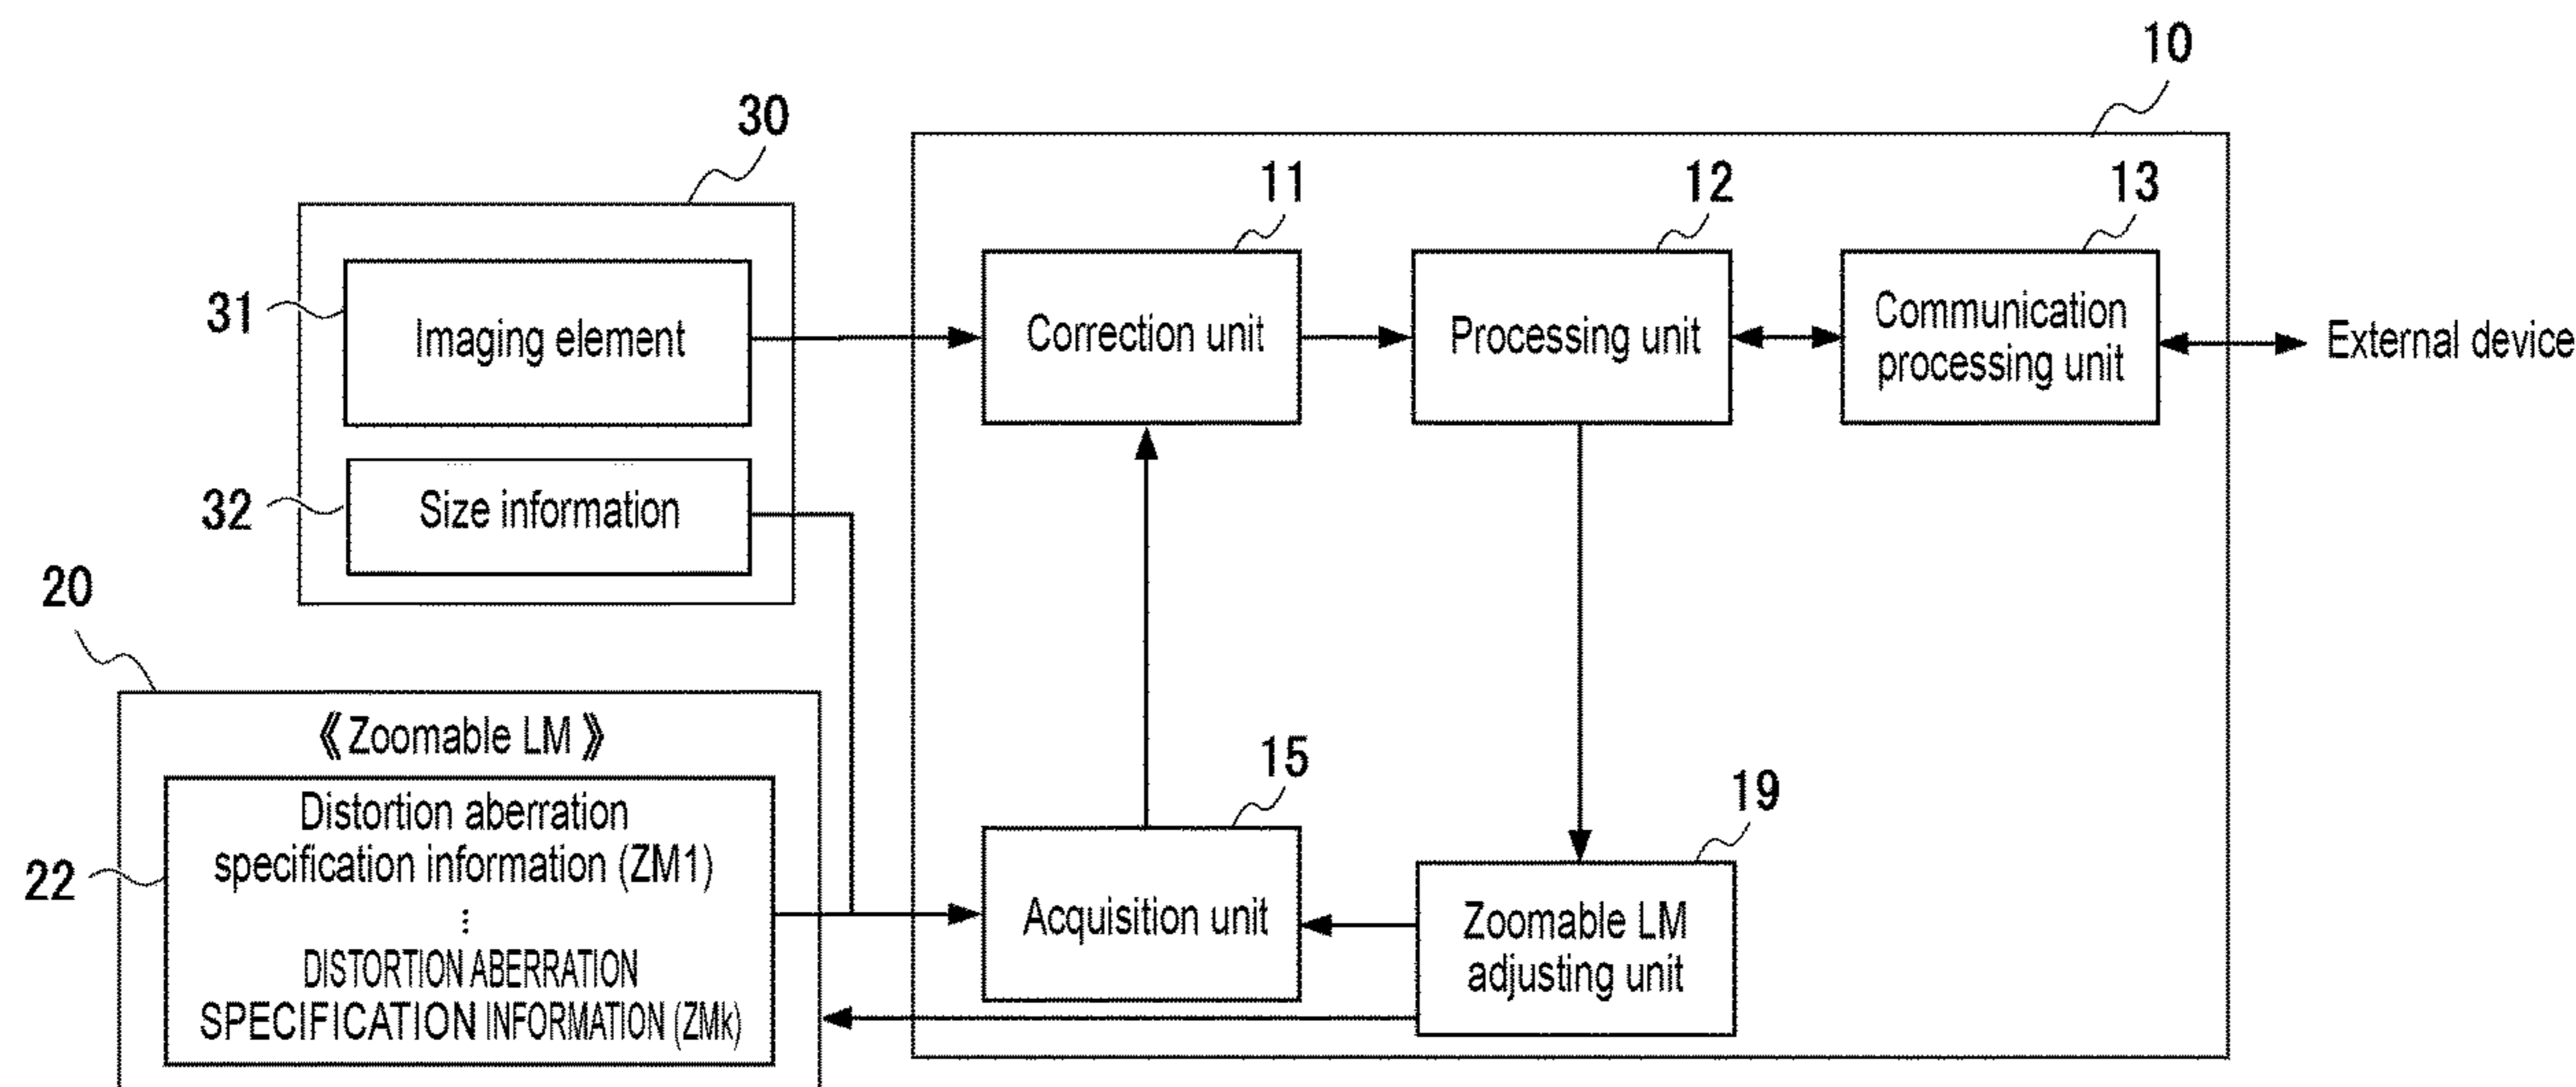 10
30
11
12
13
31
Imaging element
Correction unit
Processing unit
Communication
processing unit
External device
32
Size information
20
《Zoomable LM》
15
19
22
Distortion aberration
specification information (ZM1)
⋮
DISTORTION ABERRATION
SPECIFICATION INFORMATION (ZMk)
Acquisition unit
Zoomable LM
adjusting unit